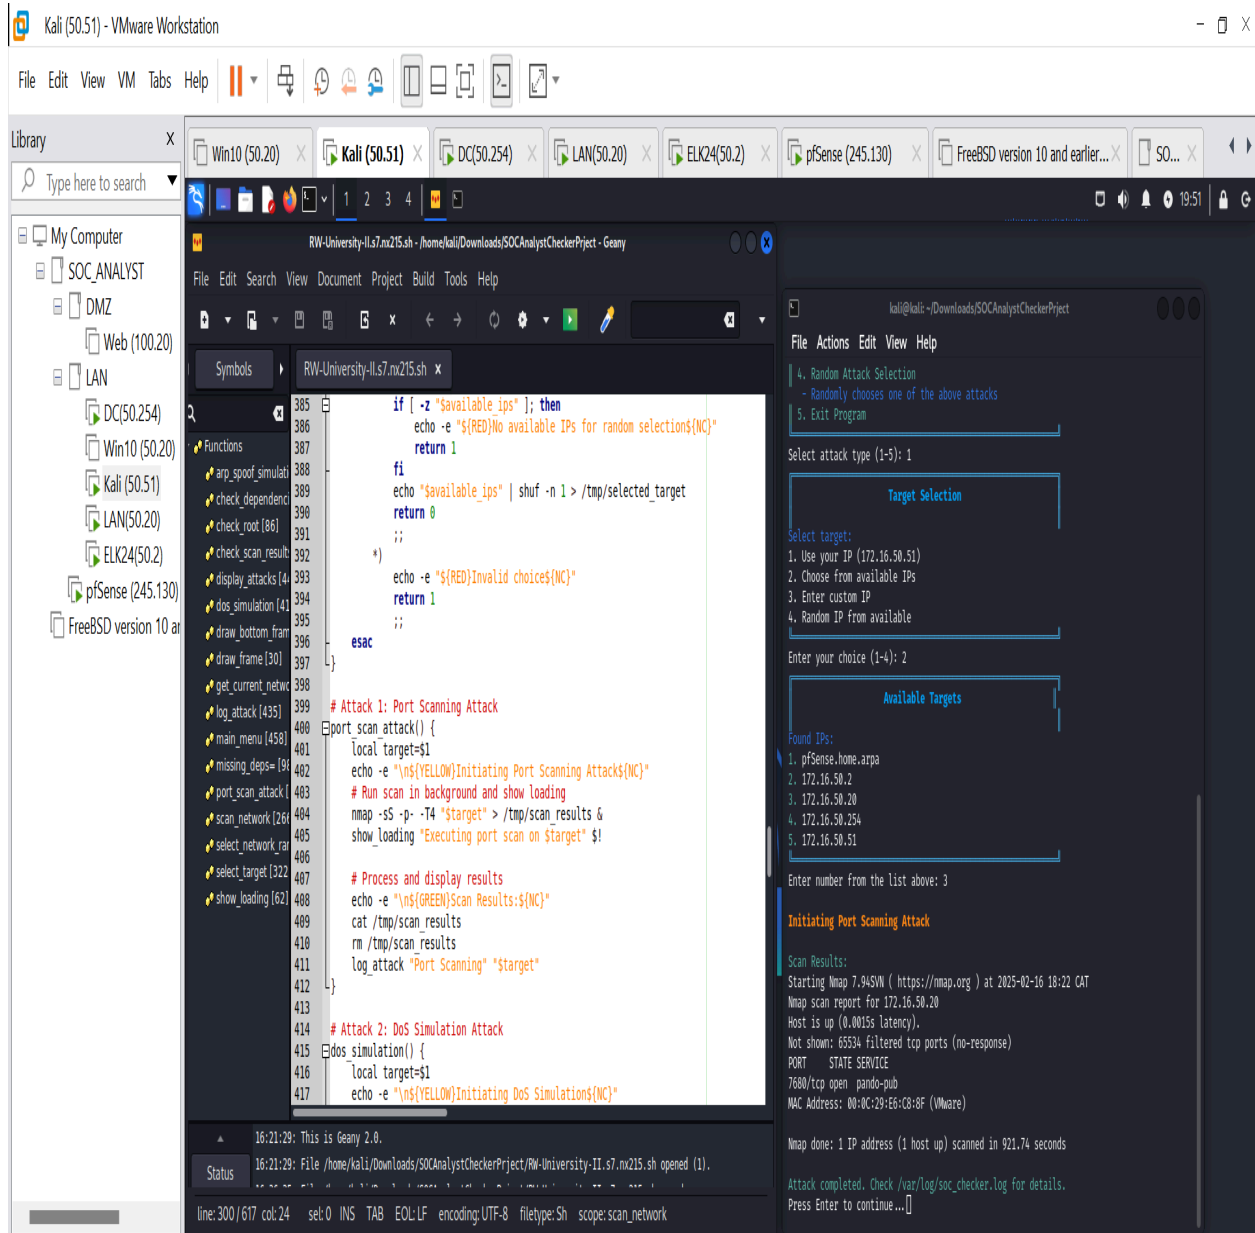 Kali (50.51) - VMware Workstation
File Edit View VM Tabs Help
Library X
Type here to search
My Computer
SOC_ANALYST
DMZ
Web (100.20)
LAN
DC(50.254)
Win10 (50.20)
Kali (50.51)
LAN(50.20)
ELK24(50.2)
pfSense (245.130)
FreeBSD version 10 ar
Win10 (50.20) Kali (50.51) DC(50.254) LAN(50.20) ELK24(50.2) pfSense (245.130) FreeBSD version 10 and earlier... SO...
1 2 3 4 19:51
RW-University-II.s7.nx215.sh - /home/kali/Downloads/SOCAnalystCheckerPrject - Geany
File Edit Search View Document Project Build Tools Help
Symbols RW-University-II.s7.nx215.sh ×
Functions
arp_spoof_simulati
check_dependenci
check_root [86]
check_scan_result
display_attacks [4
dos_simulation [41
draw_bottom_fram
draw_frame [30]
get_current_netwo
log_attack [435]
main_menu [458]
missing_deps= [98
port_scan_attack [
scan_network [266
select_network_rar
select_target [322
show_loading [62]
385 if [ -z "$available_ips" ]; then
386 echo -e "${RED}No available IPs for random selection${NC}"
387 return 1
388 fi
389 echo "$available_ips" | shuf -n 1 > /tmp/selected_target
390 return 0
391 ;;
392 *)
393 echo -e "${RED}Invalid choice${NC}"
394 return 1
395 ;;
396 esac
397 }
398
399 # Attack 1: Port Scanning Attack
400 port_scan_attack() {
401 local target=$1
402 echo -e "\n${YELLOW}Initiating Port Scanning Attack${NC}"
403 # Run scan in background and show loading
404 nmap -sS -p- -T4 "$target" > /tmp/scan_results &
405 show_loading "Executing port scan on $target" $!
406
407 # Process and display results
408 echo -e "\n${GREEN}Scan Results:${NC}"
409 cat /tmp/scan_results
410 rm /tmp/scan_results
411 log_attack "Port Scanning" "$target"
412 }
413
414 # Attack 2: DoS Simulation Attack
415 dos_simulation() {
416 local target=$1
417 echo -e "\n${YELLOW}Initiating DoS Simulation${NC}"
Status
16:21:29: This is Geany 2.0.
16:21:29: File /home/kali/Downloads/SOCAnalystCheckerPrject/RW-University-II.s7.nx215.sh opened (1).
line: 300 / 617 col: 24 sel: 0 INS TAB EOL: LF encoding: UTF-8 filetype: Sh scope: scan_network
kali@kali: ~/Downloads/SOCAnalystCheckerPrject
File Actions Edit View Help
4. Random Attack Selection
- Randomly chooses one of the above attacks
5. Exit Program
Select attack type (1-5): 1
Target Selection
Select target:
1. Use your IP (172.16.50.51)
2. Choose from available IPs
3. Enter custom IP
4. Random IP from available
Enter your choice (1-4): 2
Available Targets
Found IPs:
1. pfSense.home.arpa
2. 172.16.50.2
3. 172.16.50.20
4. 172.16.50.254
5. 172.16.50.51
Enter number from the list above: 3
Initiating Port Scanning Attack
Scan Results:
Starting Nmap 7.94SVN ( https://nmap.org ) at 2025-02-16 18:22 CAT
Nmap scan report for 172.16.50.20
Host is up (0.0015s latency).
Not shown: 65534 filtered tcp ports (no-response)
PORT STATE SERVICE
7680/tcp open pando-pub
MAC Address: 00:0C:29:E6:C8:8F (VMware)
Nmap done: 1 IP address (1 host up) scanned in 921.74 seconds
Attack completed. Check /var/log/soc_checker.log for details.
Press Enter to continue...